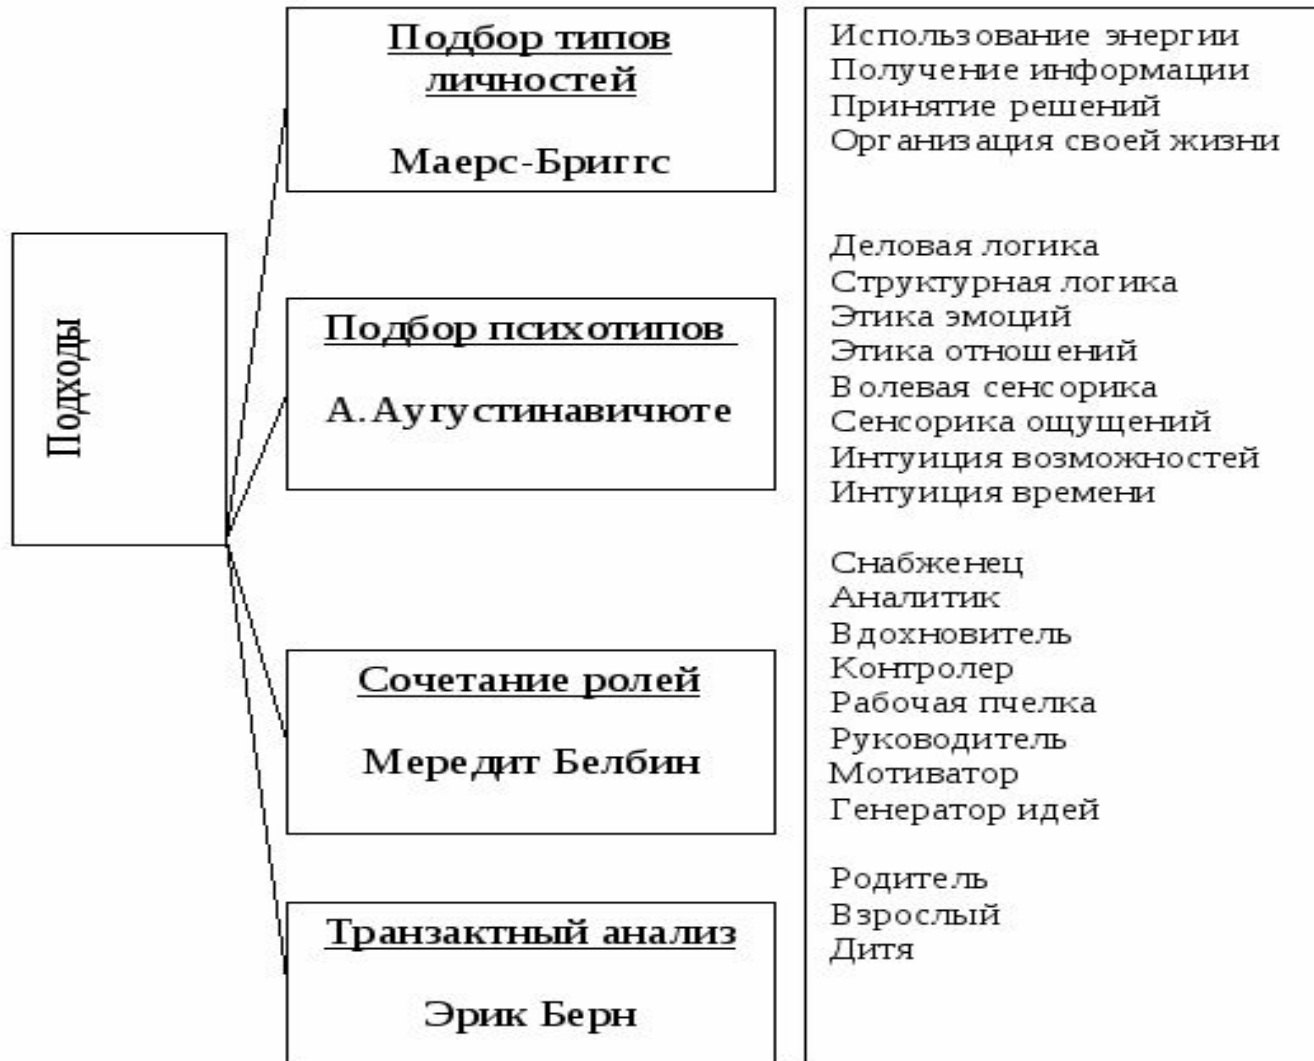 Подходы
Подбор типов
личностей
Маерс-Бриггс
Подбор психотипов
А.Аугустинавичюте
Сочетание ролей
Мередит Белбин
Транзактный анализ
Эрик Берн
Использование энергии
Получение информации
Принятие решений
Организация своей жизни
Деловая логика
Структурная логика
Этика эмоций
Этика отношений
Волевая сенсорика
Сенсорика ощущений
Интуиция возможностей
Интуиция времени
Снабженец
Аналитик
Вдохновитель
Контролер
Рабочая пчелка
Руководитель
Мотиватор
Генератор идей
Родитель
Взрослый
Дитя